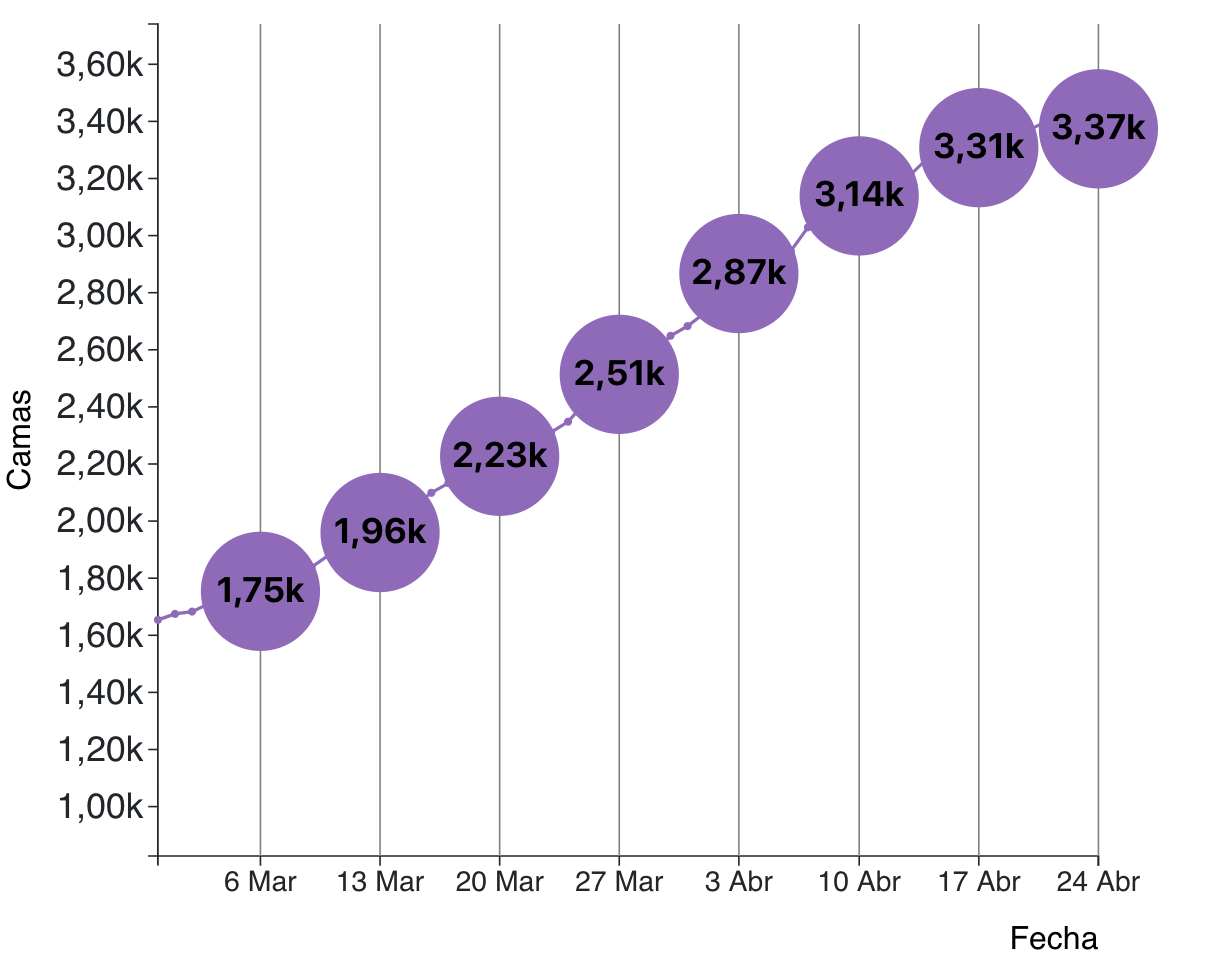 3,60k
3,40k
3,20k
3,00k
2,80k
2,60k
2,40k
2,20k
2,00k
1,80k
1,60k
1,40k
1,20k
1,00k
Camas
1,75k
1,96k
2,23k
2,51k
2,87k
3,14k
3,31k
3,37k
6 Mar 13 Mar 20 Mar 27 Mar 3 Abr 10 Abr 17 Abr 24 Abr
Fecha